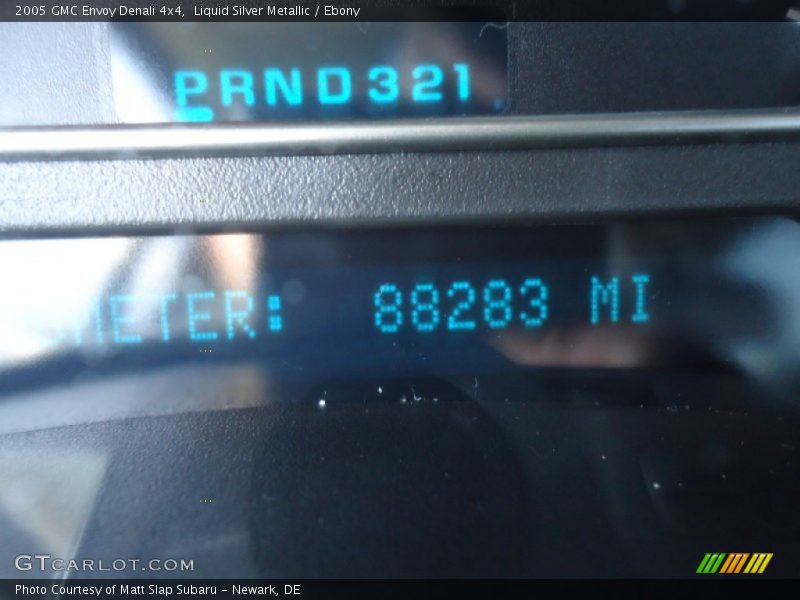 2005 GMC Envoy Denali 4x4, Liquid Silver Metallic / Ebony
PRND321
METER: 88283 MI
GTCARLOT.COM
Photo Courtesy of Matt Slap Subaru - Newark, DE